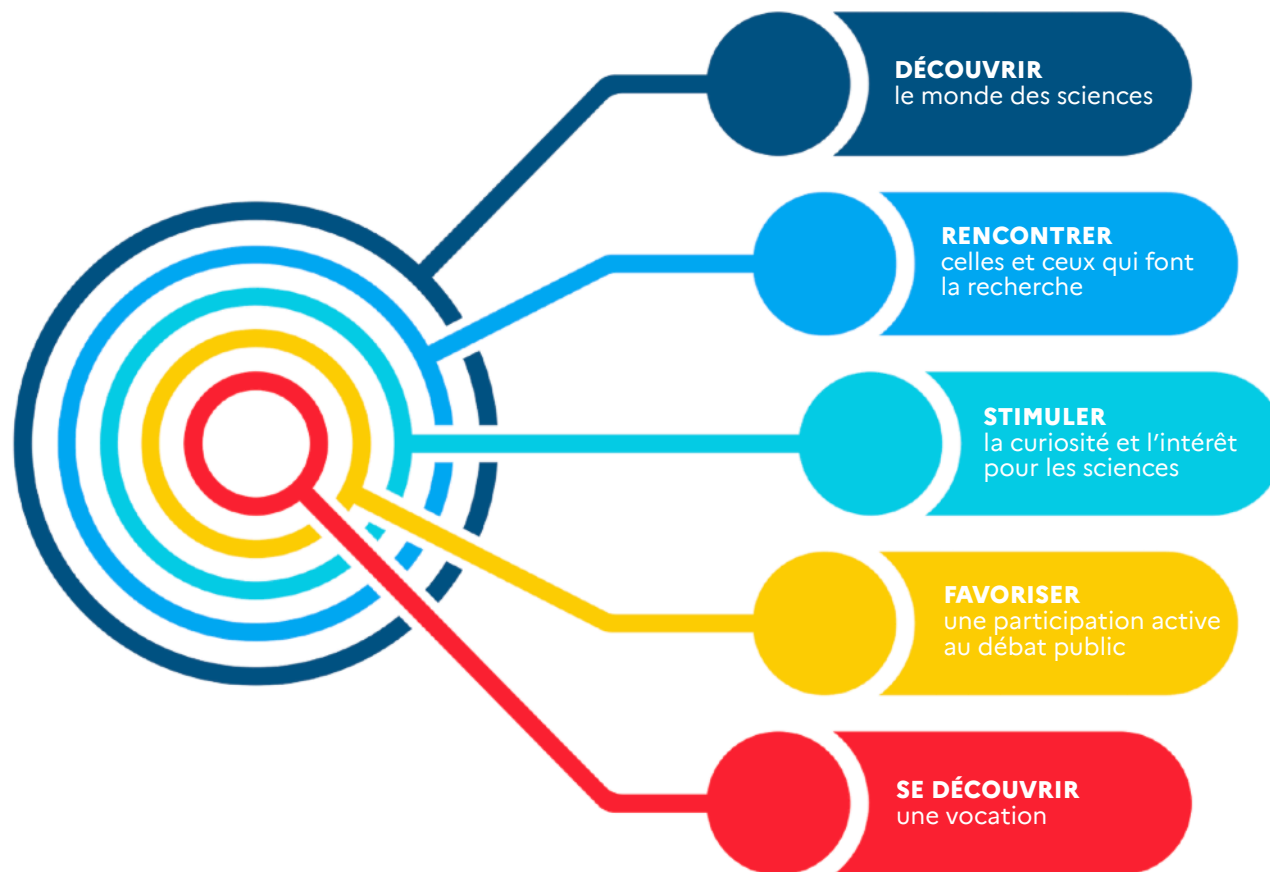 DÉCOUVRIR
le monde des sciences
RENCONTRER
celles et ceux qui font
la recherche
STIMULER
la curiosité et l’intérêt
pour les sciences
FAVORISER
une participation active
au débat public
SE DÉCOUVRIR
une vocation